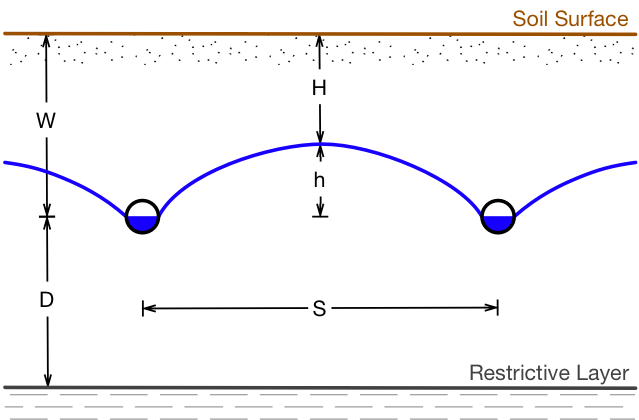 Soil Surface
H
W
h
D
S
Restrictive Layer